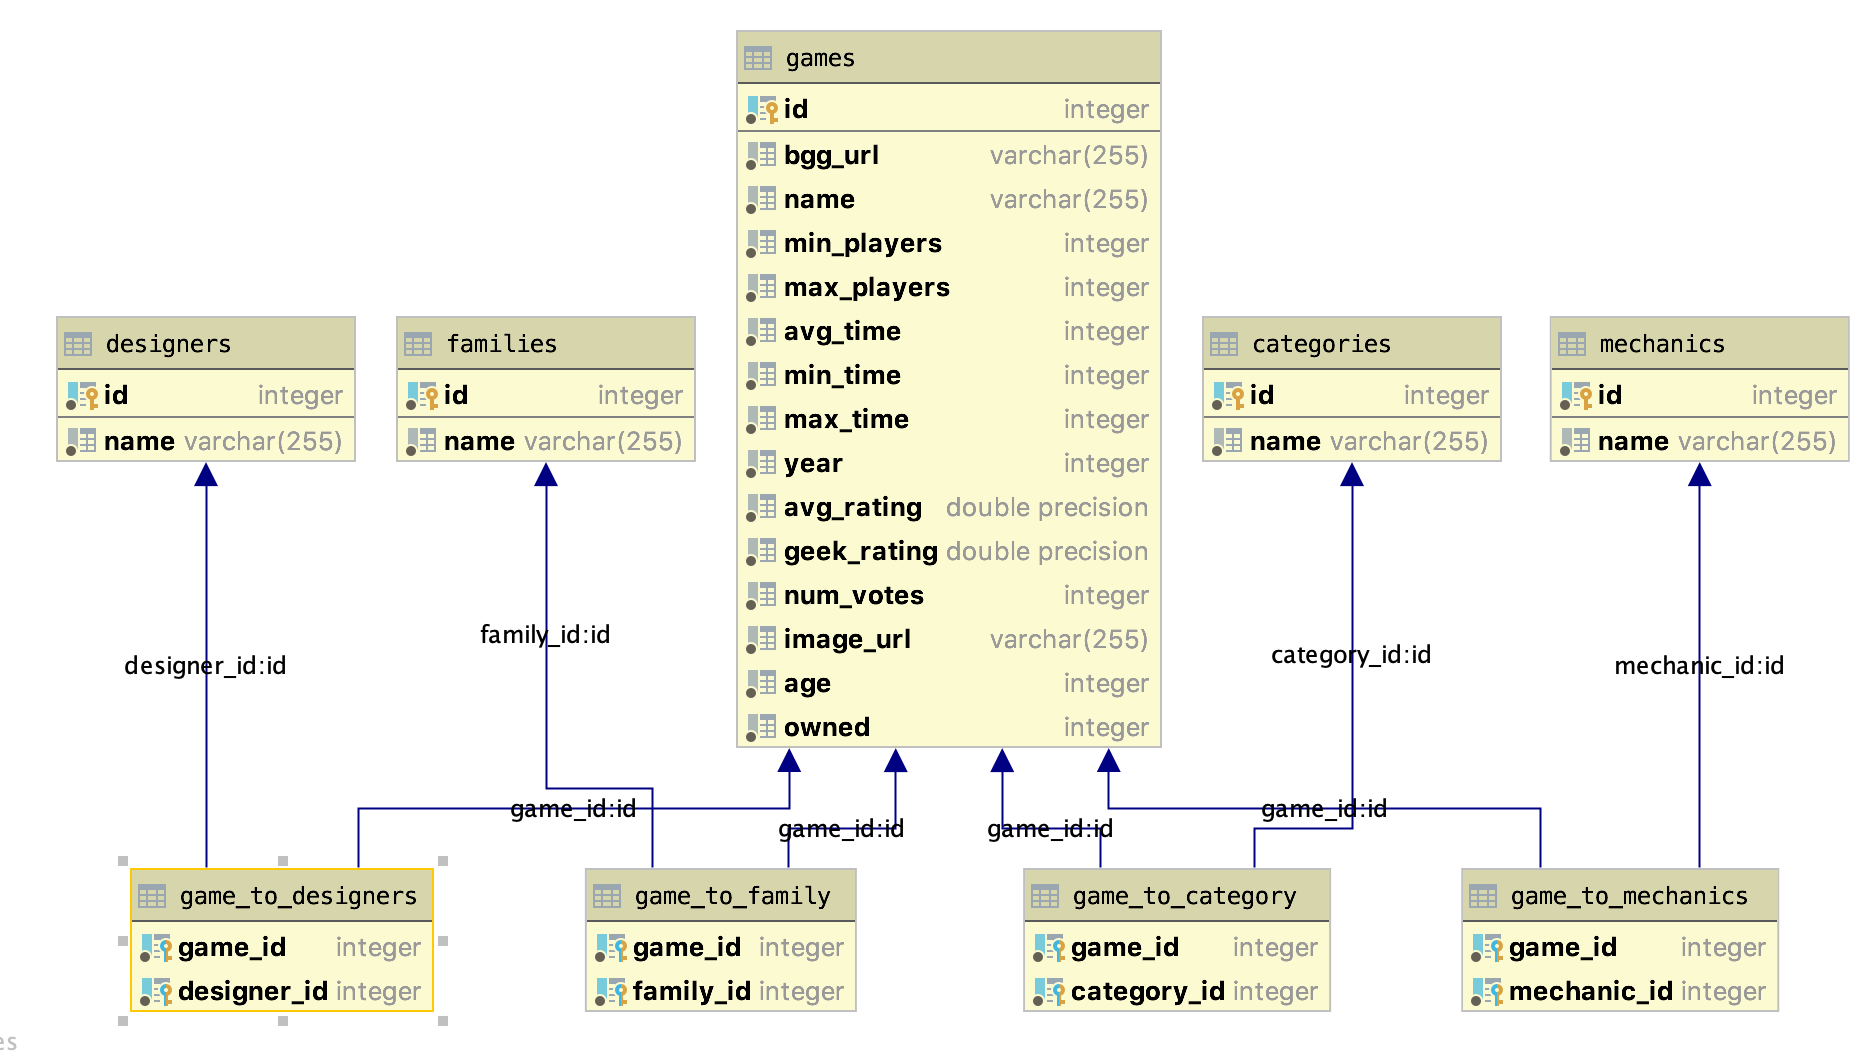 games
id integer
bgg_url varchar(255)
name varchar(255)
min_players integer
max_players integer
avg_time integer
min_time integer
max_time integer
year integer
avg_rating double precision
geek_rating double precision
num_votes integer
image_url varchar(255)
age integer
owned integer
designers
id integer
name varchar(255)
families
id integer
name varchar(255)
categories
id integer
name varchar(255)
mechanics
id integer
name varchar(255)
designer_id:id
family_id:id
category_id:id
mechanic_id:id
game_id:id
game_id:id
game_id:id
game_id:id
game_to_designers
game_id integer
designer_id integer
game_to_family
game_id integer
family_id integer
game_to_category
game_id integer
category_id integer
game_to_mechanics
game_id integer
mechanic_id integer
es